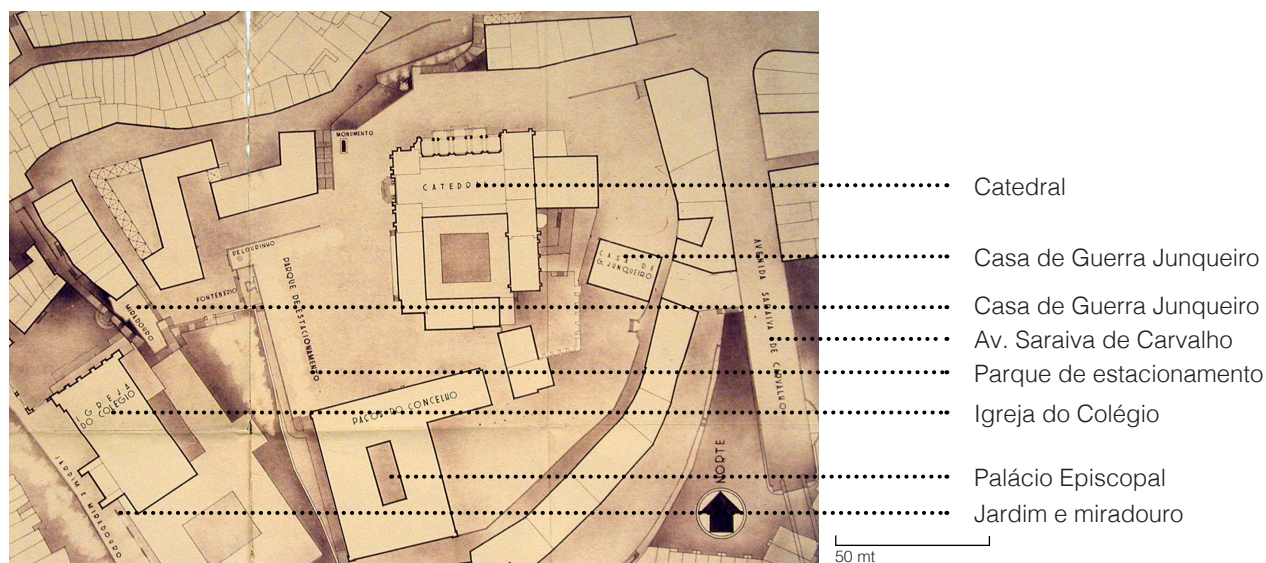 MONUMENTO
CATEDRAL
PELOURINHO
CASA DE
G. JUNQUEIRO
AVENIDA SARAIVA DE CARVALHO
PARQUE DE ESTACIONAMENTO
FONTENÁRIO
MIRADOURO
IGREJA
DO COLÉGIO
PAÇOS DO CONCELHO
JARDIM E MIRADOURO
NORTE
Catedral
Casa de Guerra Junqueiro
Casa de Guerra Junqueiro
Av. Saraiva de Carvalho
Parque de estacionamento
Igreja do Colégio
Palácio Episcopal
Jardim e miradouro
50 mt